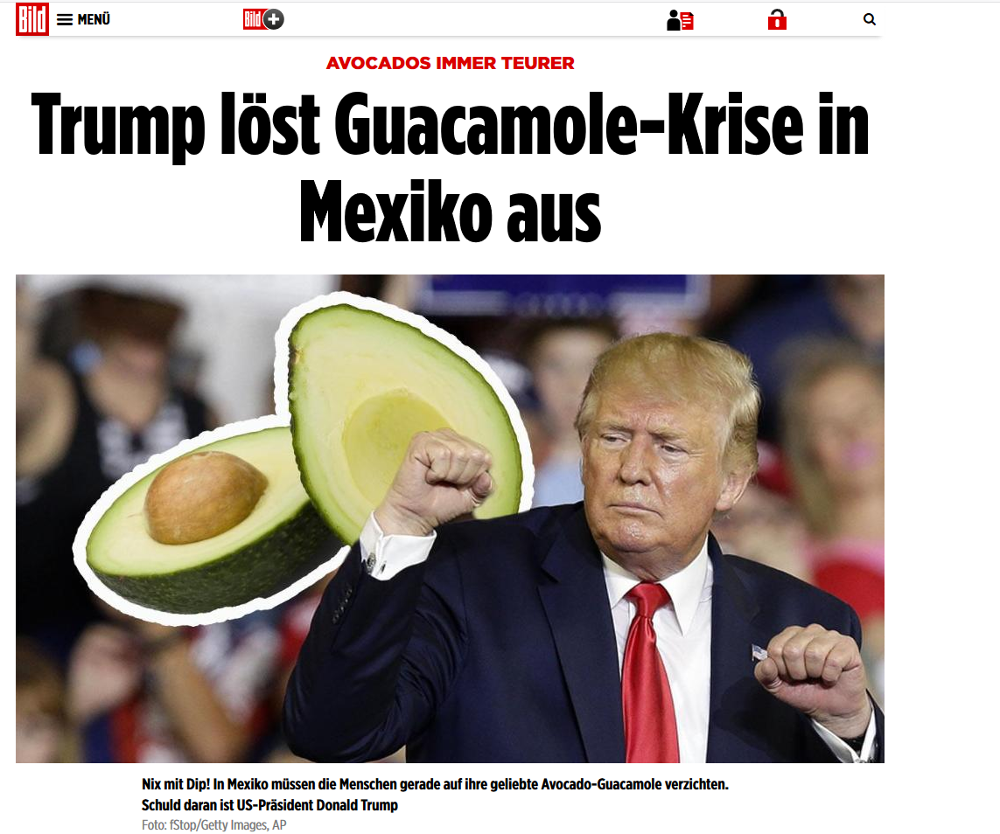 Bild MENÜ Bild+
AVOCADOS IMMER TEURER
Trump löst Guacamole-Krise in
Mexiko aus
Nix mit Dip! In Mexiko müssen die Menschen gerade auf ihre geliebte Avocado-Guacamole verzichten.
Schuld daran ist US-Präsident Donald Trump
Foto: fStop/Getty Images, AP